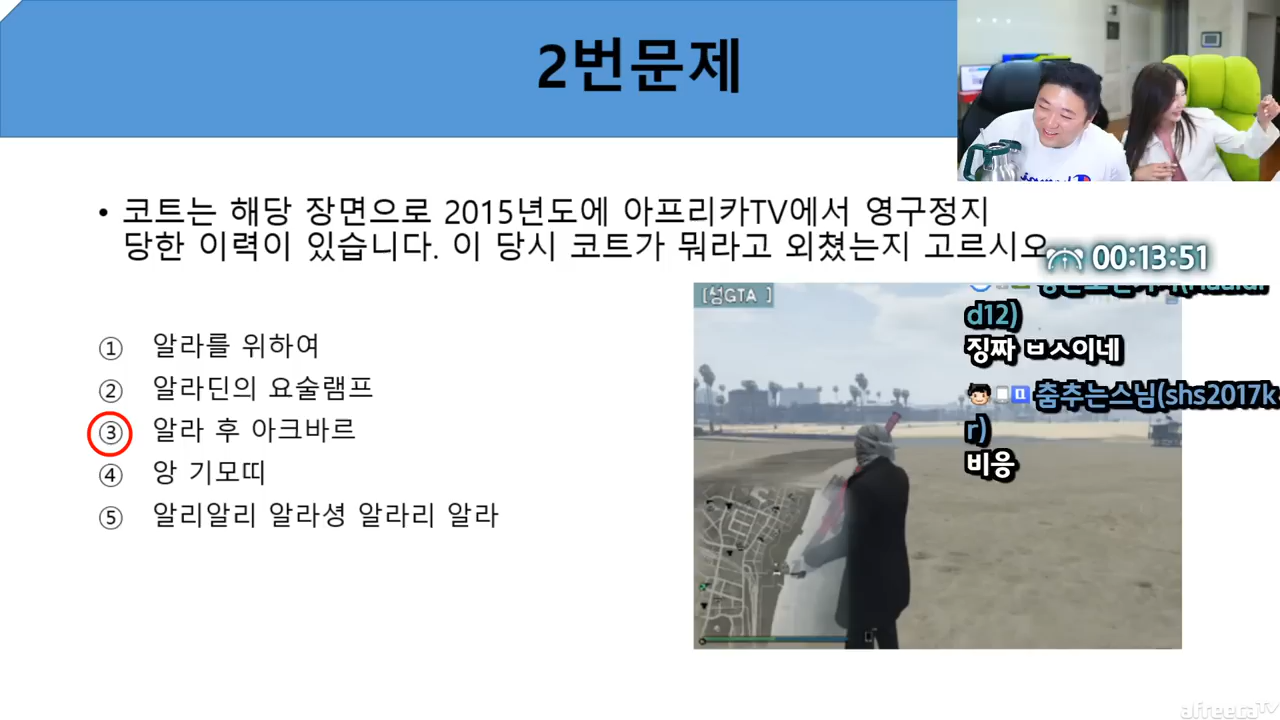 2번문제
• 코트는 해당 장면으로 2015년도에 아프리카TV에서 영구정지
당한 이력이 있습니다. 이 당시 코트가 뭐라고 외쳤는지 고르시오
00:13:51
[섬GTA ]
d12)
징짜 ㅂㅅ이네
① 알라를 위하여
② 알라딘의 요술램프
춤추는스님(shs2017k
r)
③ 알라 후 아크바르
비응
④ 앙 기모띠
⑤ 알리알리 알라셩 알라리 알라
afreecaTV